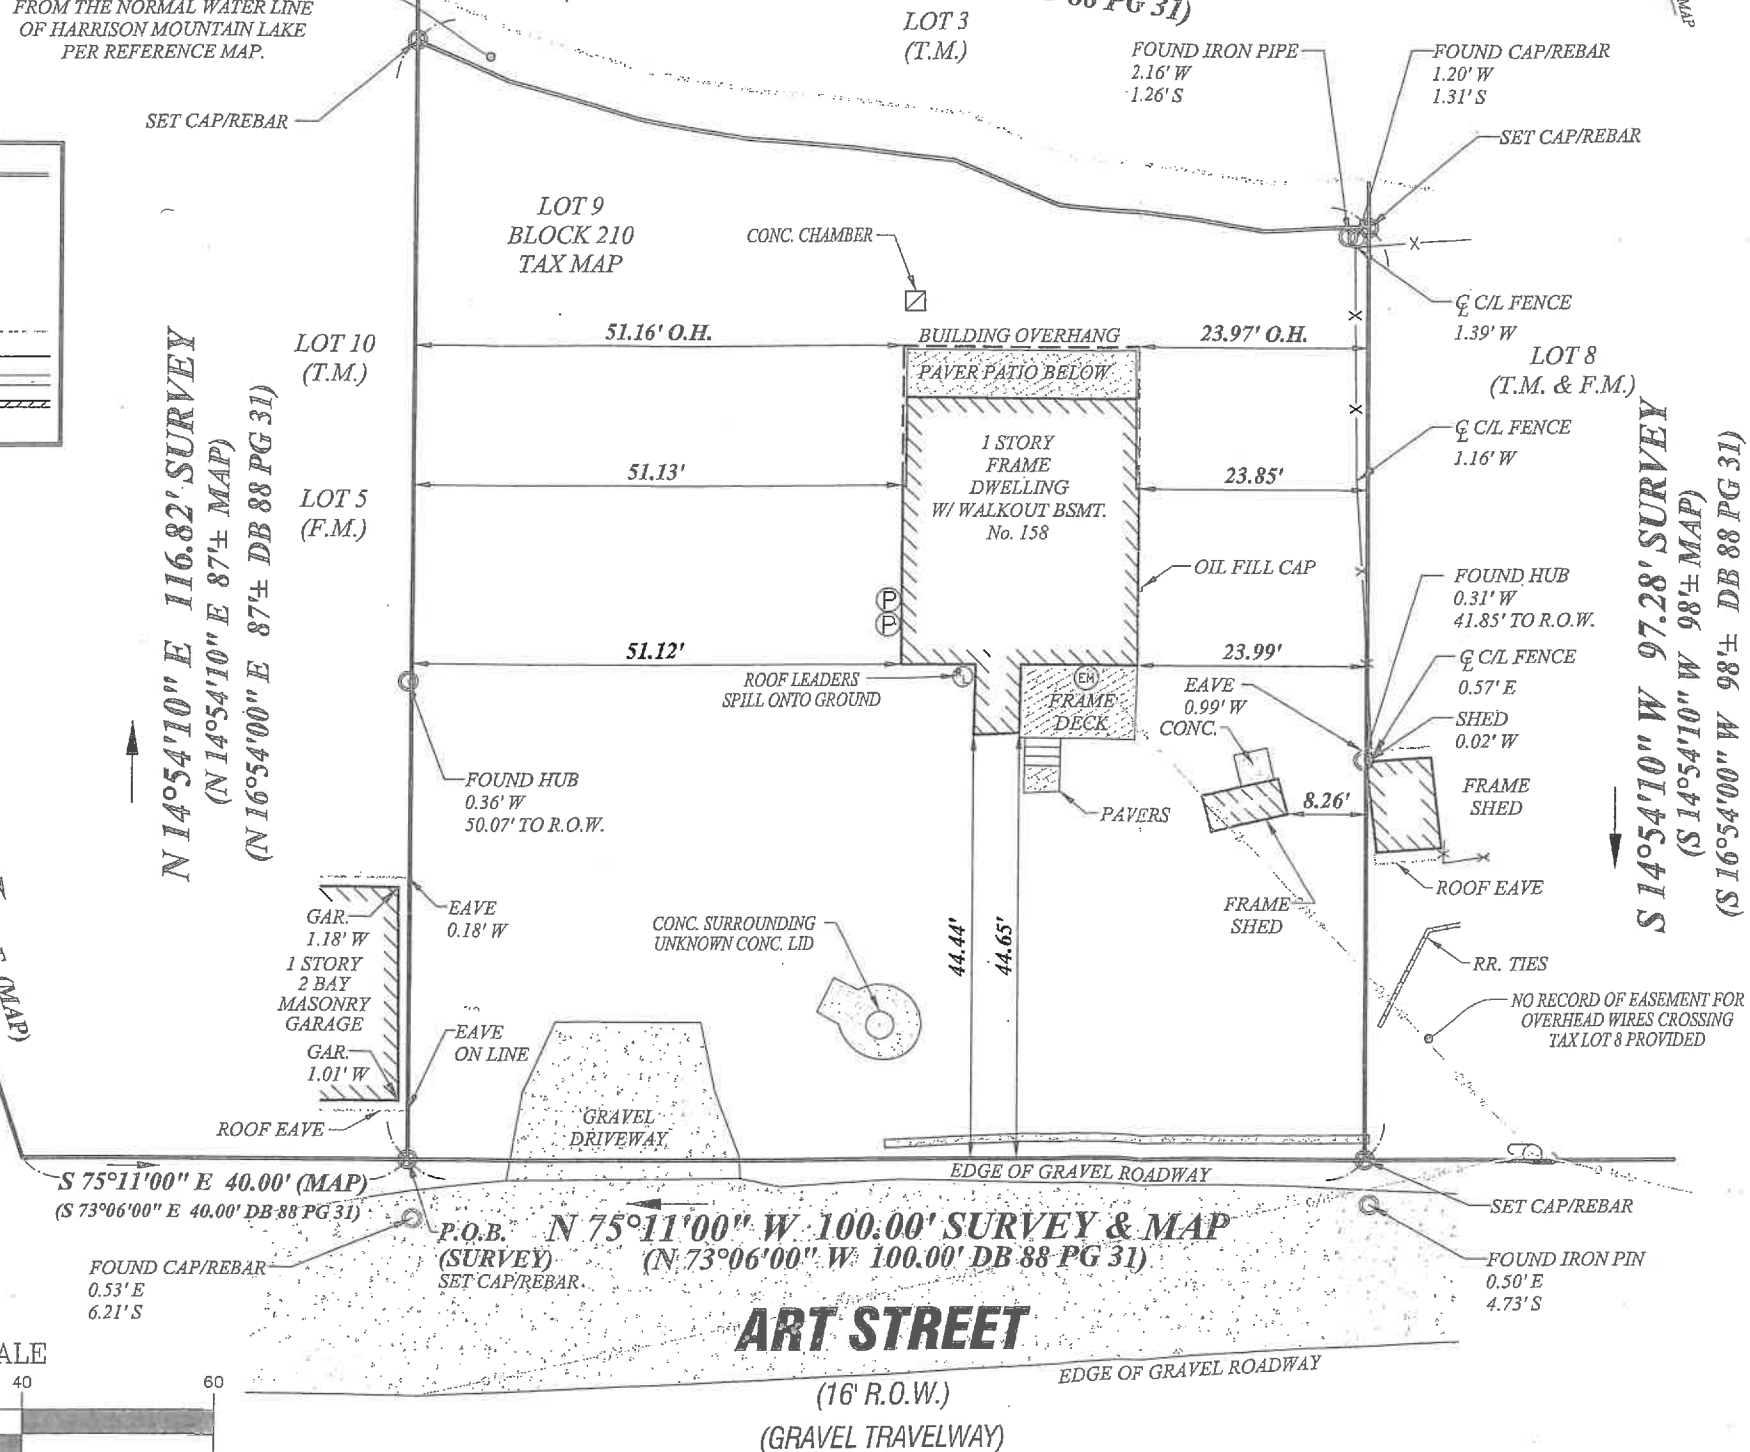 FROM THE NORMAL WATER LINE
OF HARRISON MOUNTAIN LAKE
PER REFERENCE MAP.
SET CAP/REBAR
LOT 3
(T.M.)
PG 31)
MAP
FOUND IRON PIPE
2.16' W
1.26' S
FOUND CAP/REBAR
1.20' W
1.31' S
SET CAP/REBAR
LOT 9
BLOCK 210
TAX MAP
CONC. CHAMBER
X
℄ C/L FENCE
1.39' W
LOT 10
(T.M.)
51.16' O.H.
BUILDING OVERHANG
23.97' O.H.
X
LOT 8
(T.M. & F.M.)
PAVER PATIO BELOW
X
℄ C/L FENCE
1.16' W
1 STORY
FRAME
DWELLING
W/ WALKOUT BSMT.
No. 158
LOT 5
(F.M.)
51.13'
23.85'
N 14°54'10" E 116.82' SURVEY
(N 14°54'10" E 87'± MAP)
(N 16°54'00" E 87'± DB 88 PG 31)
S 14°54'10" W 97.28' SURVEY
(S 14°54'10" W 98'± MAP)
(S 16°54'00" W 98'± DB 88 PG 31)
OIL FILL CAP
X
P
P
FOUND HUB
0.31' W
41.85' TO R.O.W.
51.12'
23.99'
X
℄ C/L FENCE
0.57' E
ROOF LEADERS
SPILL ONTO GROUND
EM
FRAME
DECK
EAVE
0.99' W
CONC.
SHED
0.02' W
FOUND HUB
0.36' W
50.07' TO R.O.W.
PAVERS
8.26'
FRAME
SHED
X
X
ROOF EAVE
FRAME
SHED
GAR.
1.18' W
EAVE
0.18' W
1 STORY
2 BAY
MASONRY
GARAGE
CONC. SURROUNDING
UNKNOWN CONC. LID
44.44'
44.65'
RR. TIES
NO RECORD OF EASEMENT FOR
OVERHEAD WIRES CROSSING
TAX LOT 8 PROVIDED
(MAP)
EAVE
ON LINE
GAR.
1.01' W
ROOF EAVE
GRAVEL
DRIVEWAY
EDGE OF GRAVEL ROADWAY
S 75°11'00" E 40.00' (MAP)
(S 73°06'00" E 40.00' DB 88 PG 31)
P.O.B.
(SURVEY)
SET CAP/REBAR
N 75°11'00" W 100.00' SURVEY & MAP
(N 73°06'00" W 100.00' DB 88 PG 31)
SET CAP/REBAR
FOUND CAP/REBAR
0.53' E
6.21' S
FOUND IRON PIN
0.50' E
4.73' S
ART STREET
(16' R.O.W.)
(GRAVEL TRAVELWAY)
EDGE OF GRAVEL ROADWAY
ALE
40
60